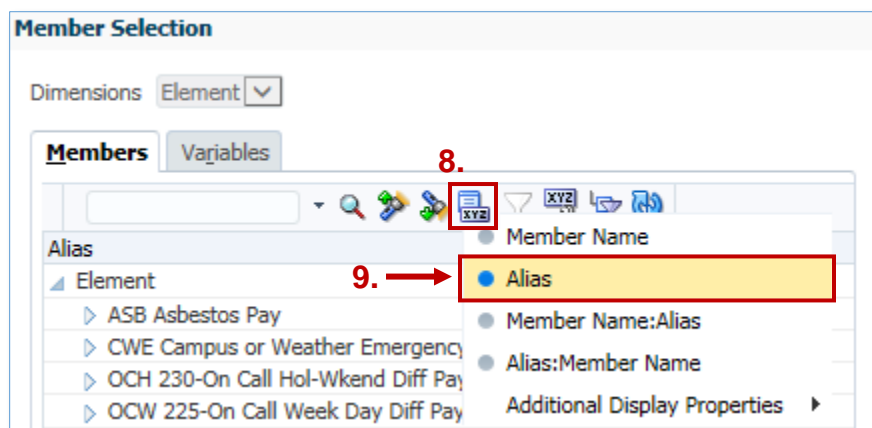 Member Selection
Dimensions Element
Members Variables
8.
XYZ XYZ
Member Name
Alias
9. Alias
Element
ASB Asbestos Pay
Member Name:Alias
CWE Campus or Weather Emergency
Alias:Member Name
OCH 230-On Call Hol-Wkend Diff Pay
Additional Display Properties
OCW 225-On Call Week Day Diff Pay